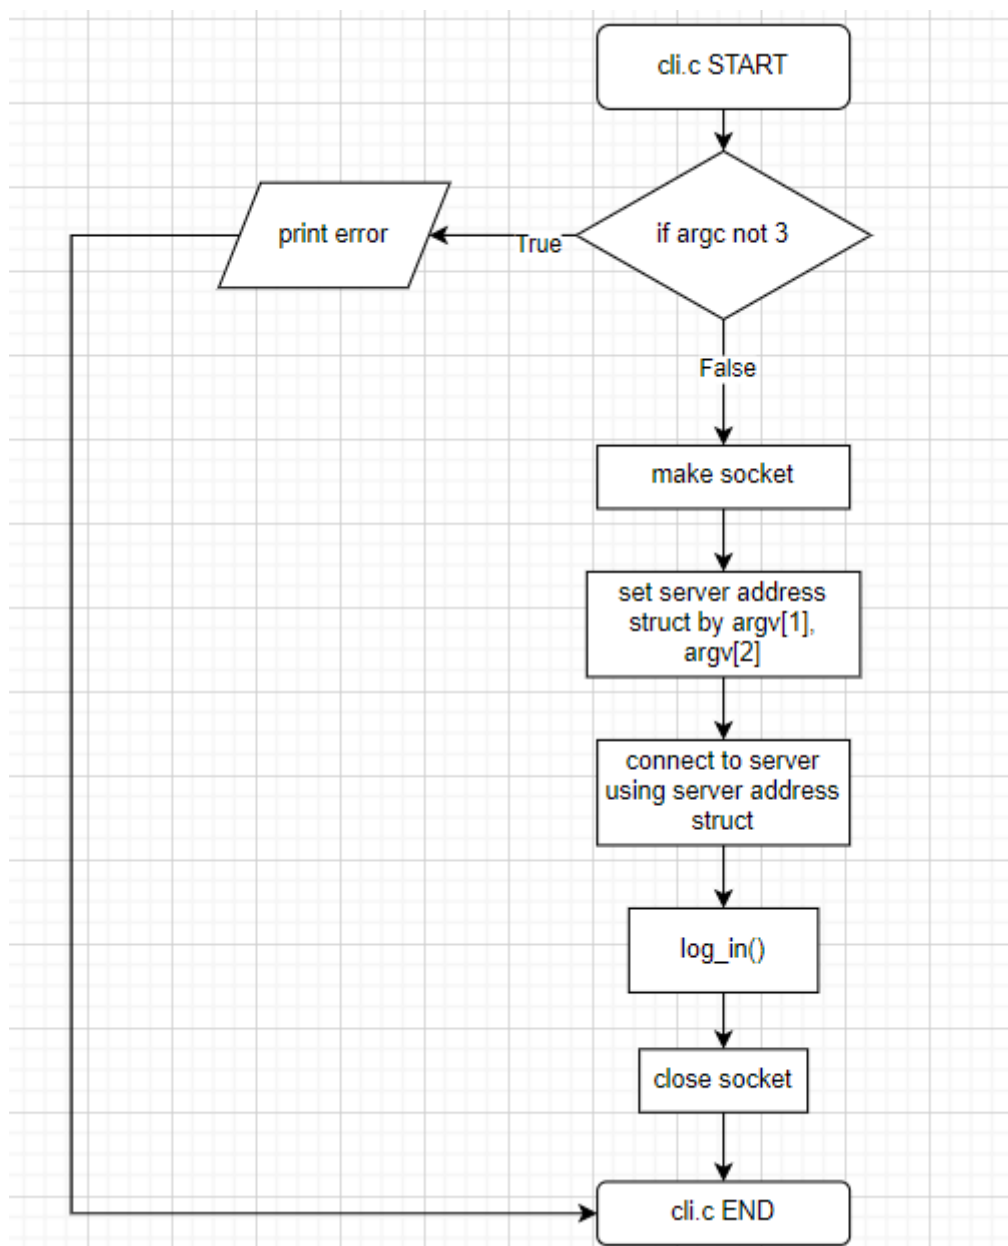 cli.c START
if argc not 3
True
print error
False
make socket
set server address
struct by argv[1],
argv[2]
connect to server
using server address
struct
log_in()
close socket
cli.c END